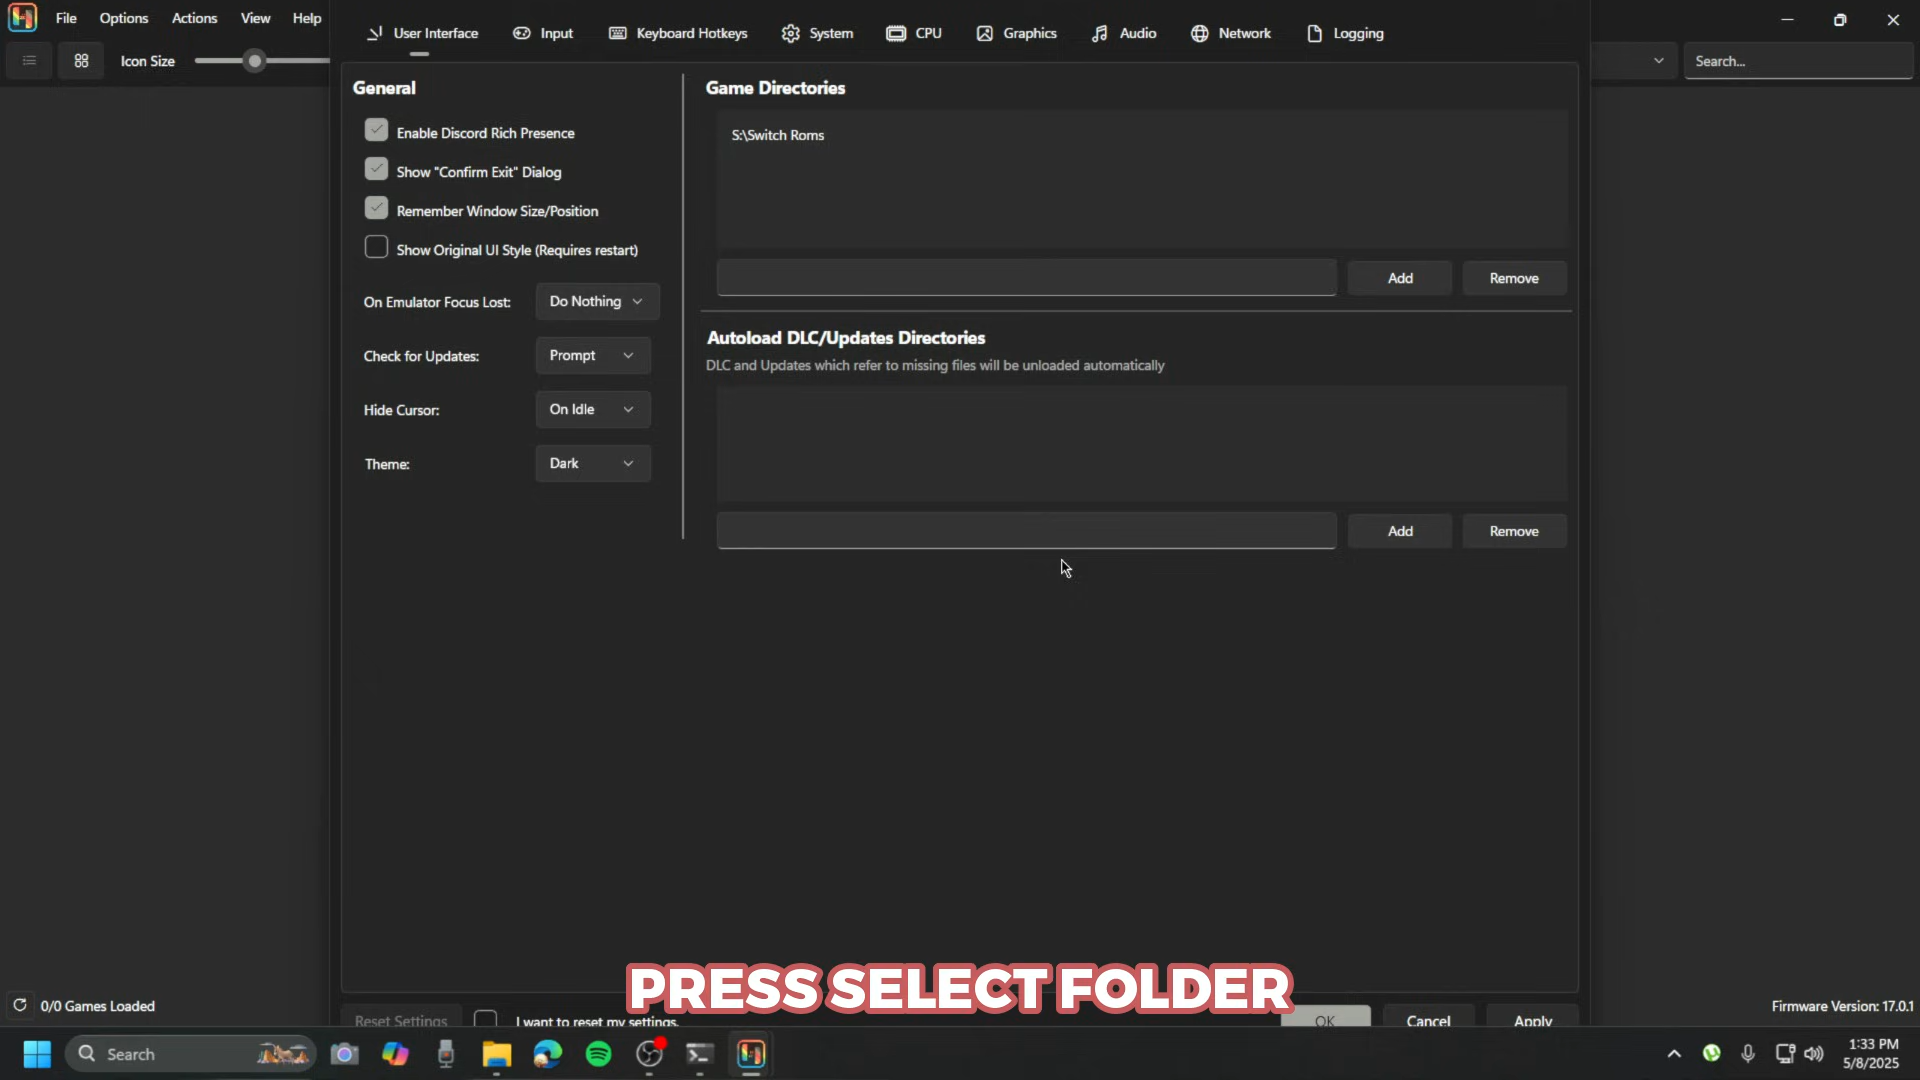 File
Options
Actions
View
Help
Icon Size
User Interface
Input
Keyboard Hotkeys
System
CPU
Graphics
Audio
Network
Logging
Search...
General
Enable Discord Rich Presence
Show "Confirm Exit" Dialog
Remember Window Size/Position
Show Original UI Style (Requires restart)
On Emulator Focus Lost:
Do Nothing
Check for Updates:
Prompt
Hide Cursor:
On Idle
Theme:
Dark
Game Directories
S:\Switch Roms
Add
Remove
Autoload DLC/Updates Directories
DLC and Updates which refer to missing files will be unloaded automatically
Add
Remove
PRESS SELECT FOLDER
0/0 Games Loaded
Firmware Version: 17.0.1
Reset Settings
I want to reset my settings.
OK
Cancel
Apply
Search
1:33 PM
5/8/2025